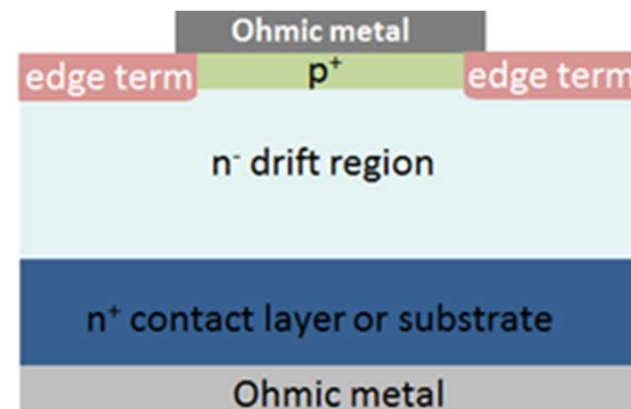 Ohmic metal
edge term p⁺ edge term
n⁻ drift region
n⁺ contact layer or substrate
Ohmic metal